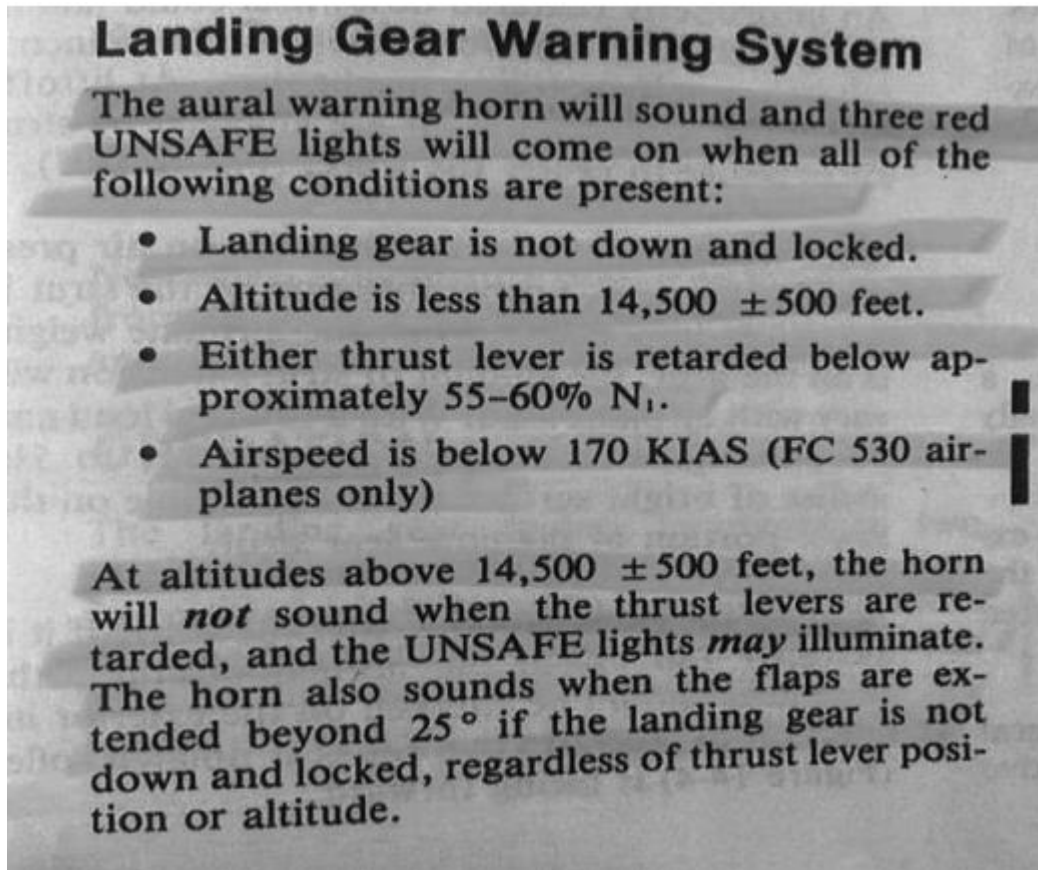 Landing Gear Warning System
The aural warning horn will sound and three red
UNSAFE lights will come on when all of the
following conditions are present:
• Landing gear is not down and locked.
• Altitude is less than 14,500 ±500 feet.
• Either thrust lever is retarded below ap-
proximately 55–60% N₁.
• Airspeed is below 170 KIAS (FC 530 air-
planes only)
At altitudes above 14,500 ±500 feet, the horn
will not sound when the thrust levers are re-
tarded, and the UNSAFE lights may illuminate.
The horn also sounds when the flaps are ex-
tended beyond 25° if the landing gear is not
down and locked, regardless of thrust lever posi-
tion or altitude.